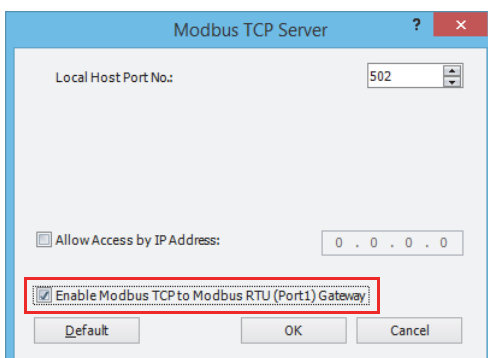 Modbus TCP Server ? ×
Local Host Port No.: 502
Allow Access by IP Address: 0 . 0 . 0 . 0
Enable Modbus TCP to Modbus RTU (Port1) Gateway
Default OK Cancel